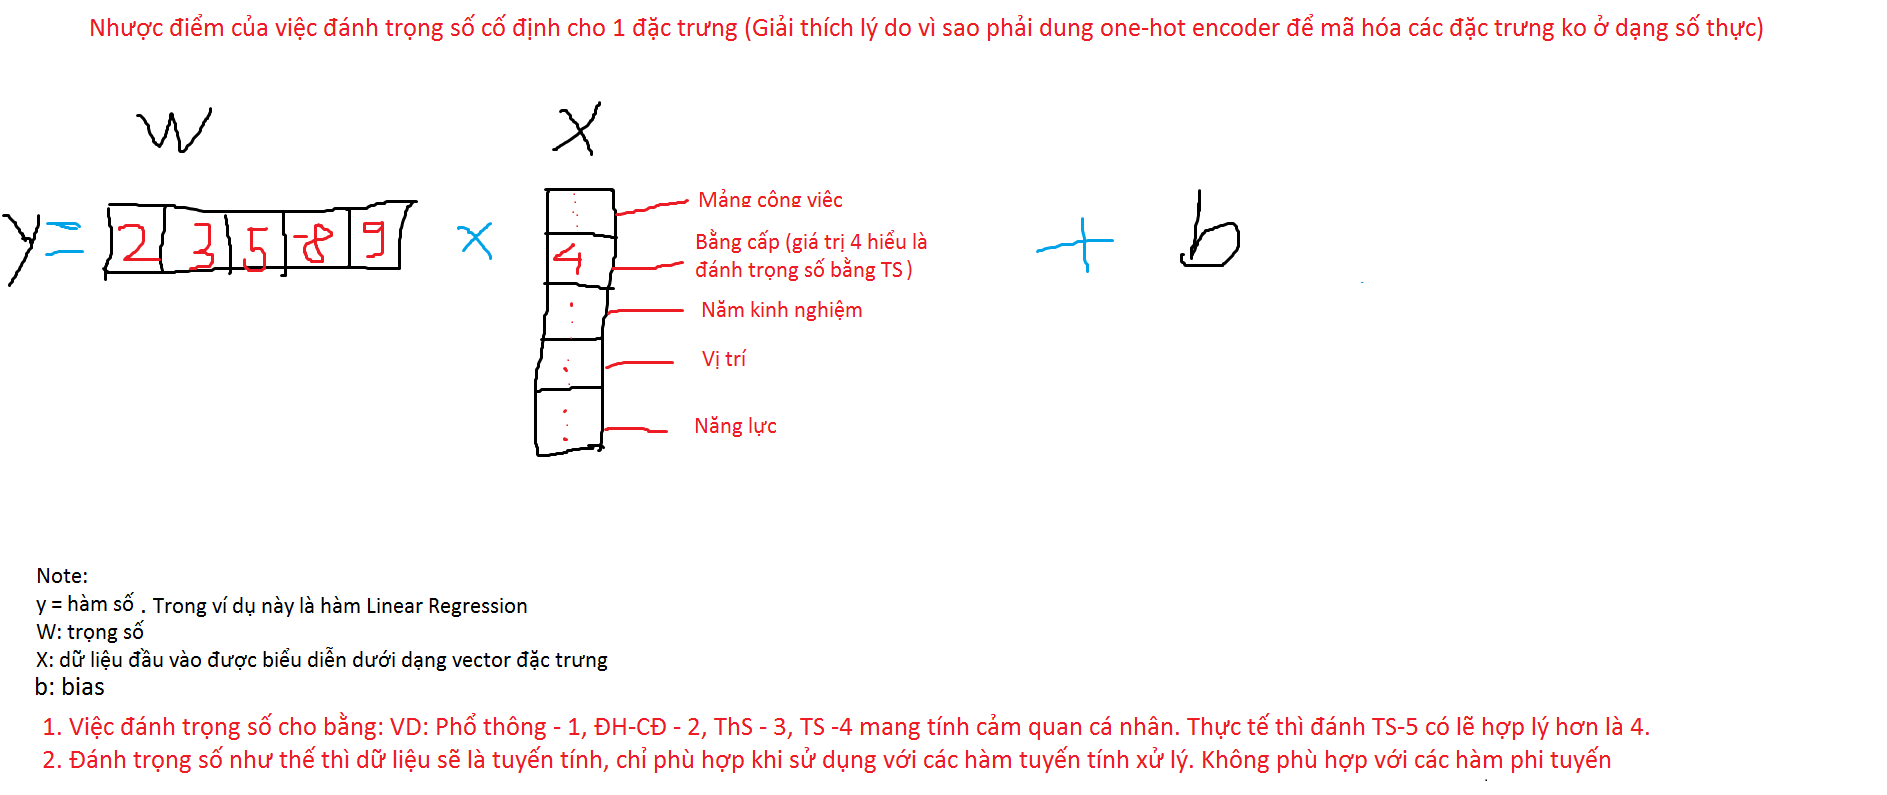 Nhược điểm của việc đánh trọng số cố định cho 1 đặc trưng (Giải thích lý do vì sao phải dung one-hot encoder để mã hóa các đặc trưng ko ở dạng số thực)
W
X
y = 2 3 5 -8 9 x
4
+ b
Mảng công viêc
Bằng cấp (giá trị 4 hiểu là
đánh trọng số bằng TS )
Năm kinh nghiệm
Vị trí
Năng lực
Note:
y = hàm số . Trong ví dụ này là hàm Linear Regression
W: trọng số
X: dữ liệu đầu vào được biểu diễn dưới dạng vector đặc trưng
b: bias
1. Việc đánh trọng số cho bằng: VD: Phổ thông - 1, ĐH-CĐ - 2, ThS - 3, TS -4 mang tính cảm quan cá nhân. Thực tế thì đánh TS-5 có lẽ hợp lý hơn là 4.
2. Đánh trọng số như thế thì dữ liệu sẽ là tuyến tính, chỉ phù hợp khi sử dụng với các hàm tuyến tính xử lý. Không phù hợp với các hàm phi tuyến